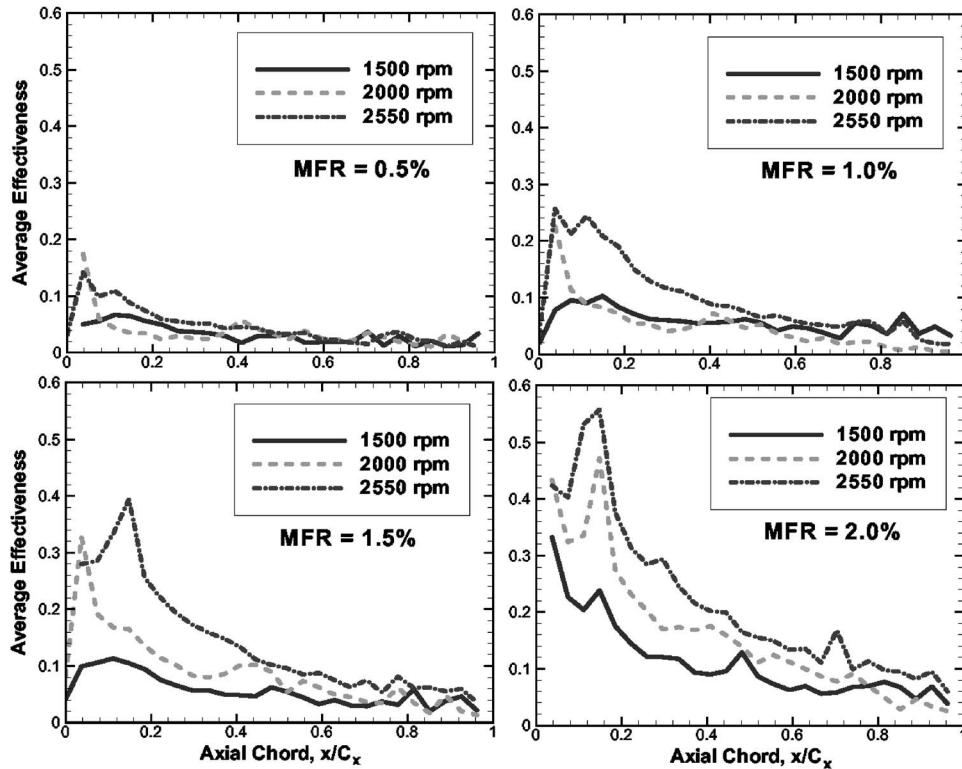 0.6
0.5
0.4
0.3
0.2
0.1
0
Average Effectiveness
1500 rpm
2000 rpm
2550 rpm
MFR = 0.5%
0 0.2 0.4 0.6 0.8 1
0.6
0.5
0.4
0.3
0.2
0.1
0
1500 rpm
2000 rpm
2550 rpm
MFR = 1.0%
0 0.2 0.4 0.6 0.8 1
0.6
0.5
0.4
0.3
0.2
0.1
0
Average Effectiveness
1500 rpm
2000 rpm
2550 rpm
MFR = 1.5%
0 0.2 0.4 0.6 0.8 1
Axial Chord, x/Cx
0.6
0.5
0.4
0.3
0.2
0.1
0
1500 rpm
2000 rpm
2550 rpm
MFR = 2.0%
0 0.2 0.4 0.6 0.8 1
Axial Chord, x/Cx